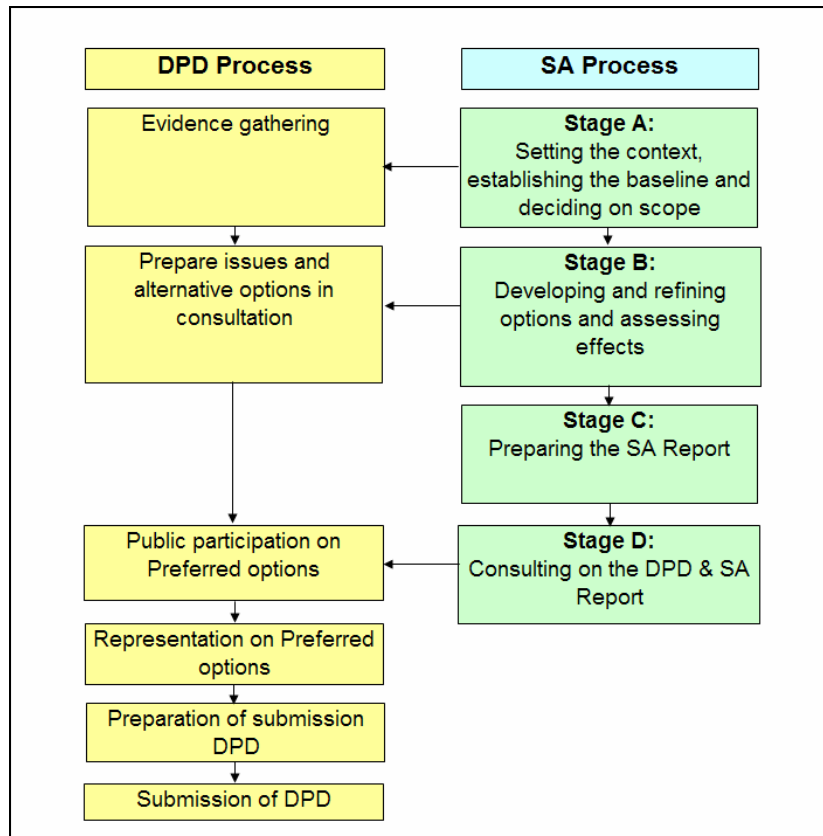 DPD Process
SA Process
Evidence gathering
Stage A:
Setting the context,
establishing the baseline and
deciding on scope
Prepare issues and
alternative options in
consultation
Stage B:
Developing and refining
options and assessing
effects
Stage C:
Preparing the SA Report
Public participation on
Preferred options
Stage D:
Consulting on the DPD & SA
Report
Representation on Preferred
options
Preparation of submission
DPD
Submission of DPD